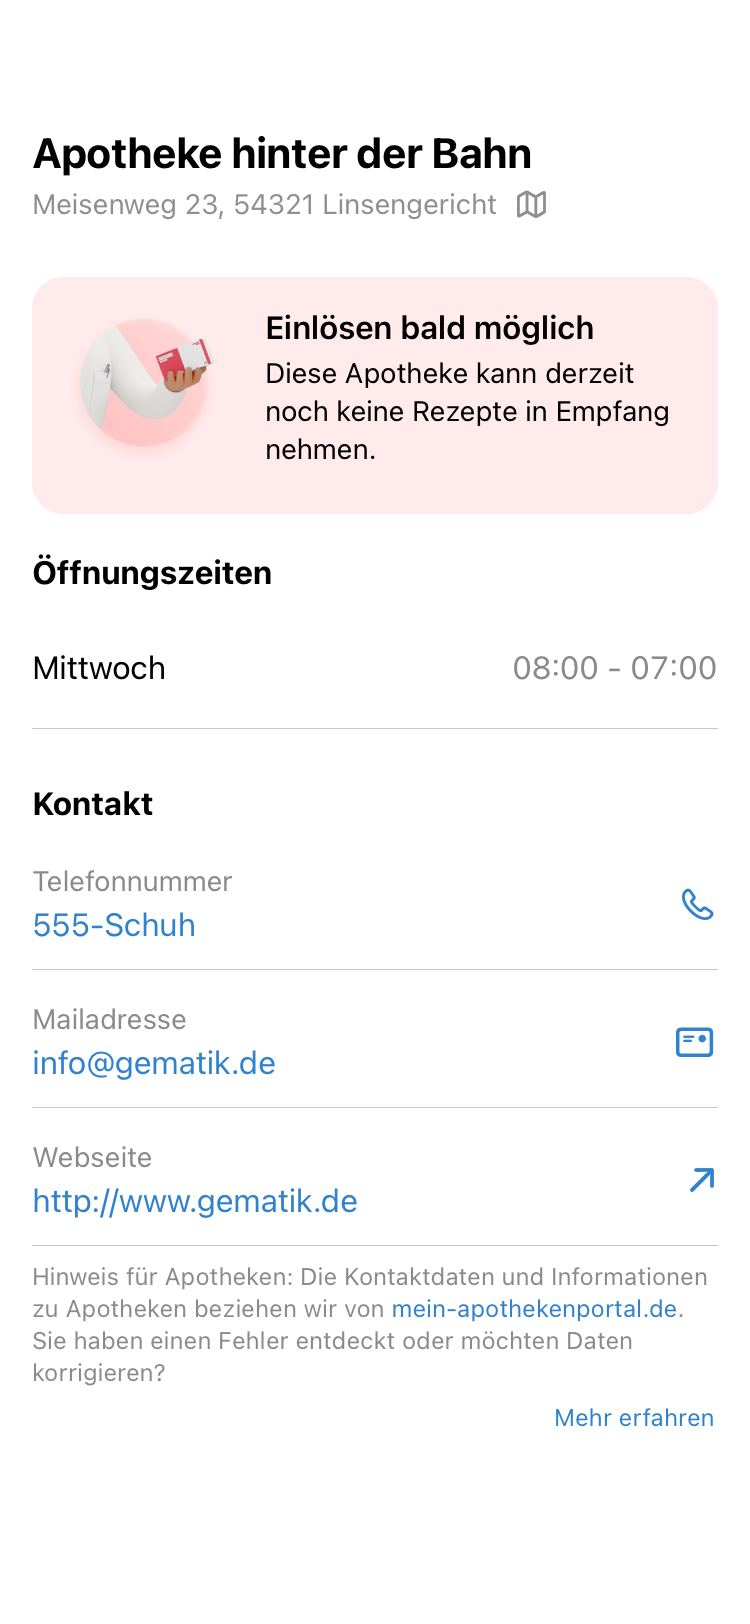 Apotheke hinter der Bahn
Meisenweg 23, 54321 Linsengericht
Einlösen bald möglich
Diese Apotheke kann derzeit
noch keine Rezepte in Empfang
nehmen.
Öffnungszeiten
Mittwoch 08:00 - 07:00
Kontakt
Telefonnummer
555-Schuh
Mailadresse
info@gematik.de
Webseite
http://www.gematik.de
Hinweis für Apotheken: Die Kontaktdaten und Informationen
zu Apotheken beziehen wir von mein-apothekenportal.de.
Sie haben einen Fehler entdeckt oder möchten Daten
korrigieren?
Mehr erfahren